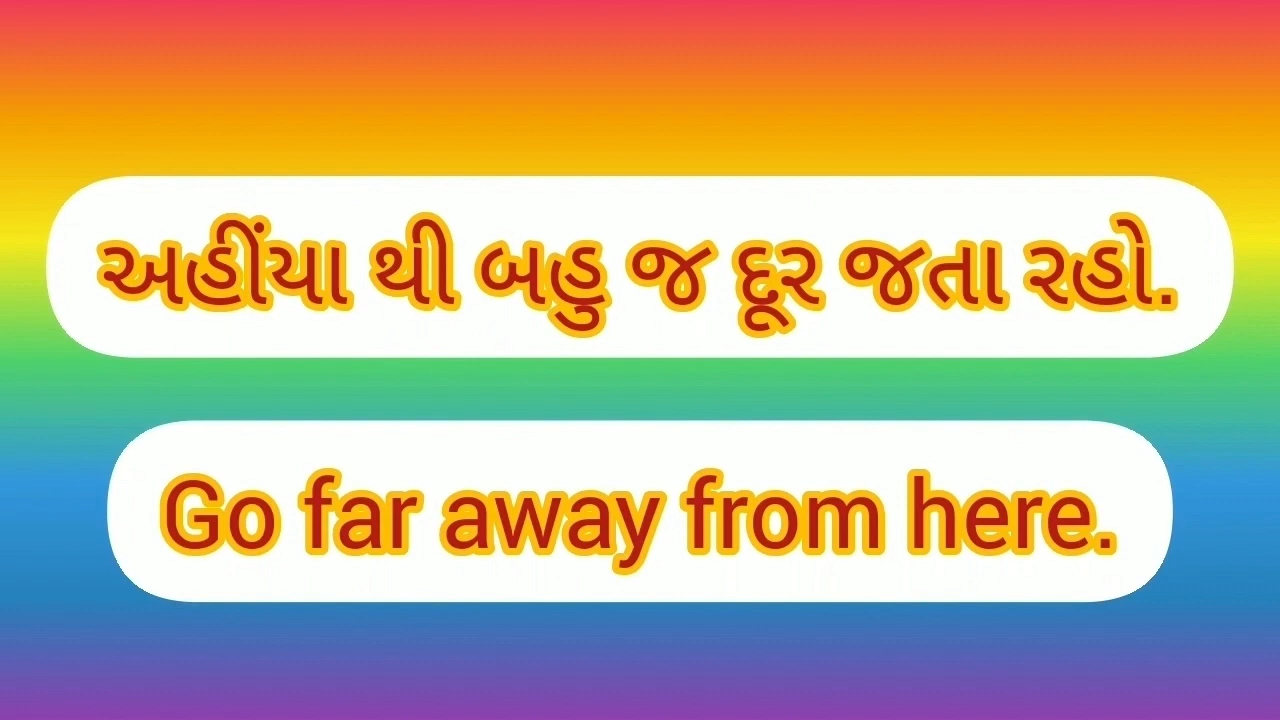 અહીંયા થી બહુ જ દૂર જતા રહો.
Go far away from here.